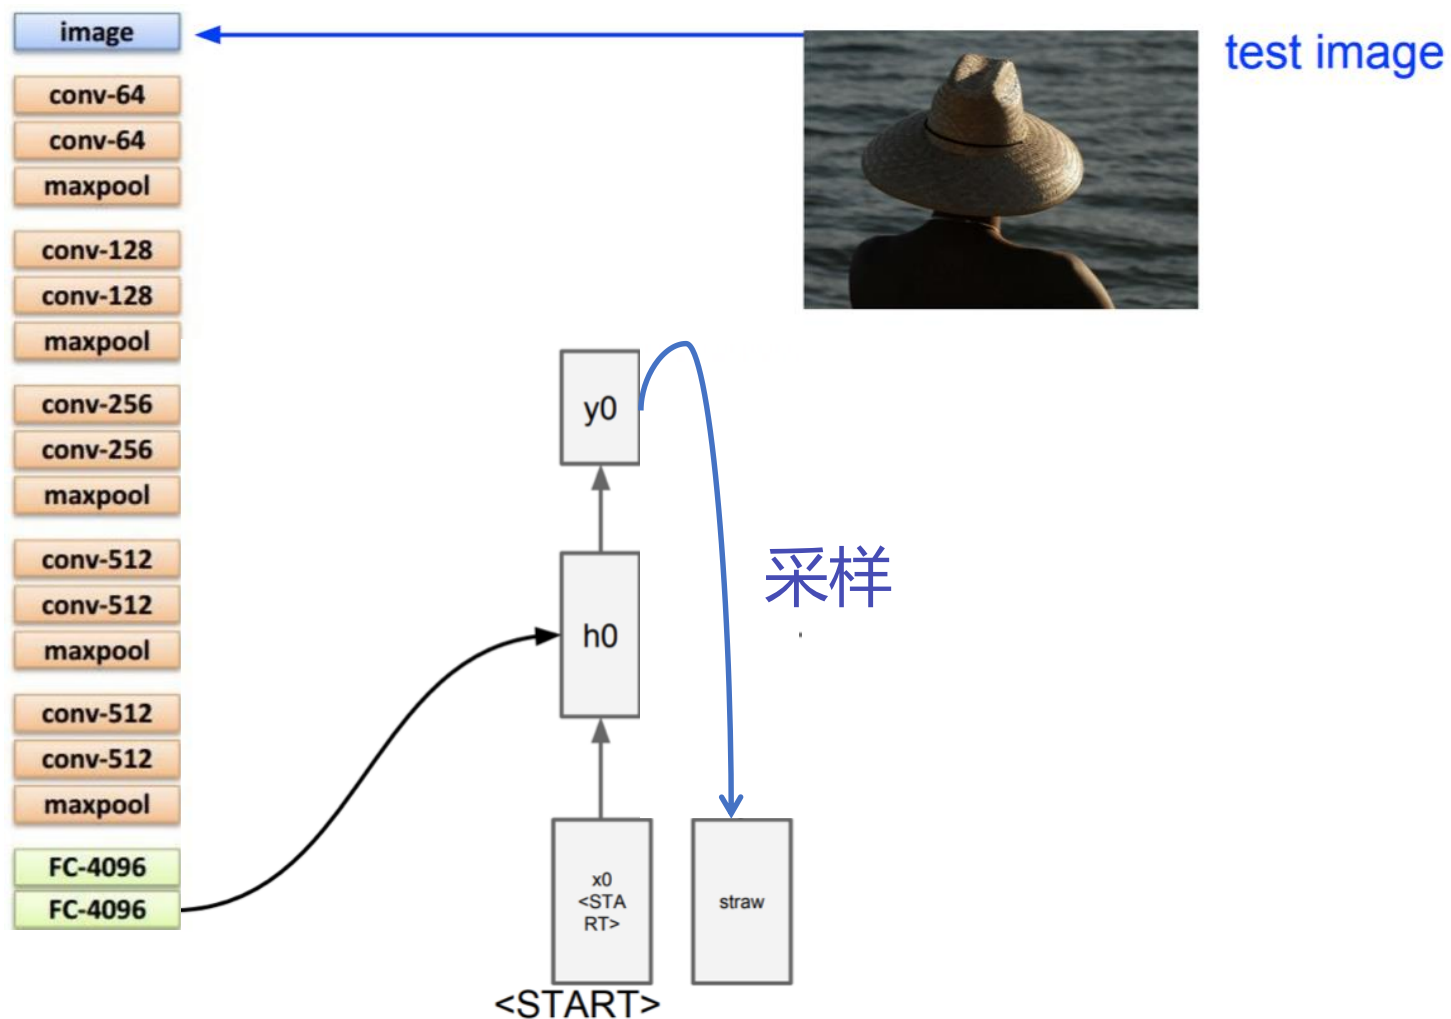 image
test image
conv-64
conv-64
maxpool
conv-128
conv-128
maxpool
conv-256
conv-256
maxpool
conv-512
conv-512
maxpool
conv-512
conv-512
maxpool
FC-4096
FC-4096
y0
采样
h0
x0
<STA
RT>
straw
<START>